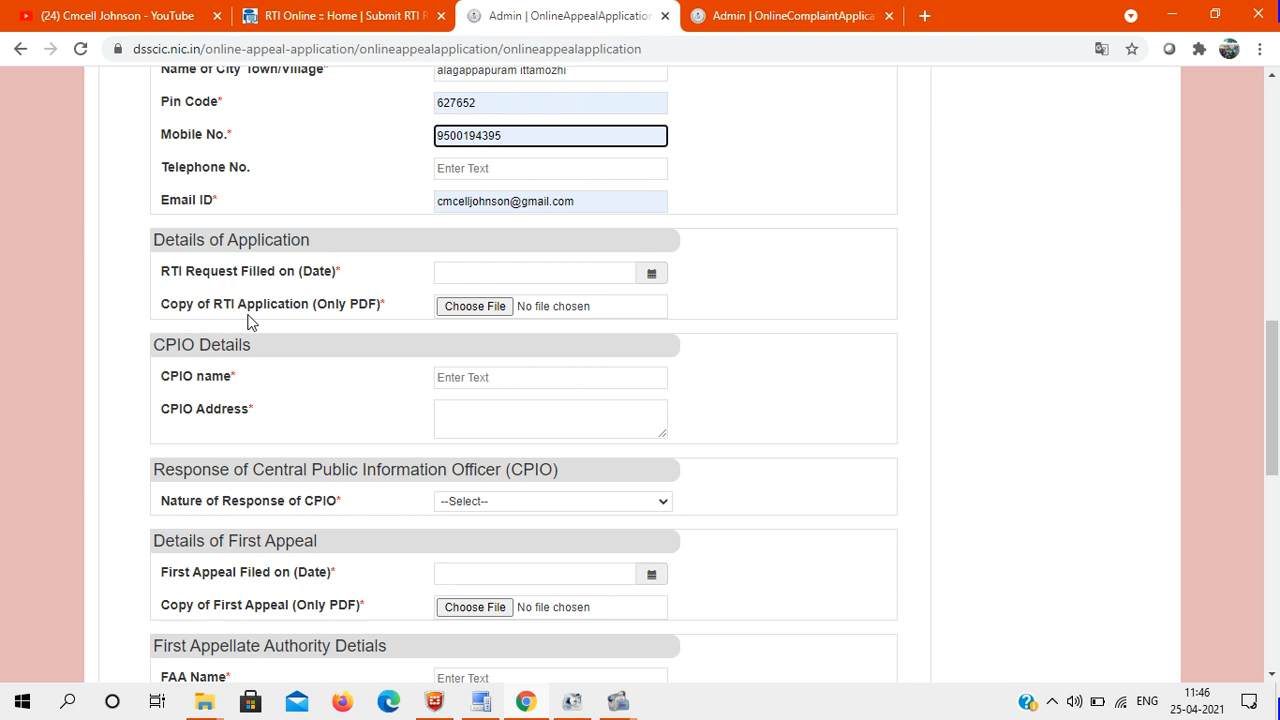 (24) Cmcell Johnson - YouTube
RTI Online :: Home | Submit RTI R
Admin | OnlineAppealApplication
Admin | OnlineComplaintApplica
dsscic.nic.in/online-appeal-application/onlineappealapplication/onlineappealapplication
Name of City Town/Village* alagappapuram ittamozhi
Pin Code* 627652
Mobile No.* 9500194395
Telephone No. Enter Text
Email ID* cmcelljohnson@gmail.com
Details of Application
RTI Request Filled on (Date)*
Copy of RTI Application (Only PDF)* Choose File No file chosen
CPIO Details
CPIO name* Enter Text
CPIO Address*
Response of Central Public Information Officer (CPIO)
Nature of Response of CPIO* --Select--
Details of First Appeal
First Appeal Filed on (Date)*
Copy of First Appeal (Only PDF)* Choose File No file chosen
First Appellate Authority Detials
FAA Name* Enter Text
ENG
11:46
25-04-2021